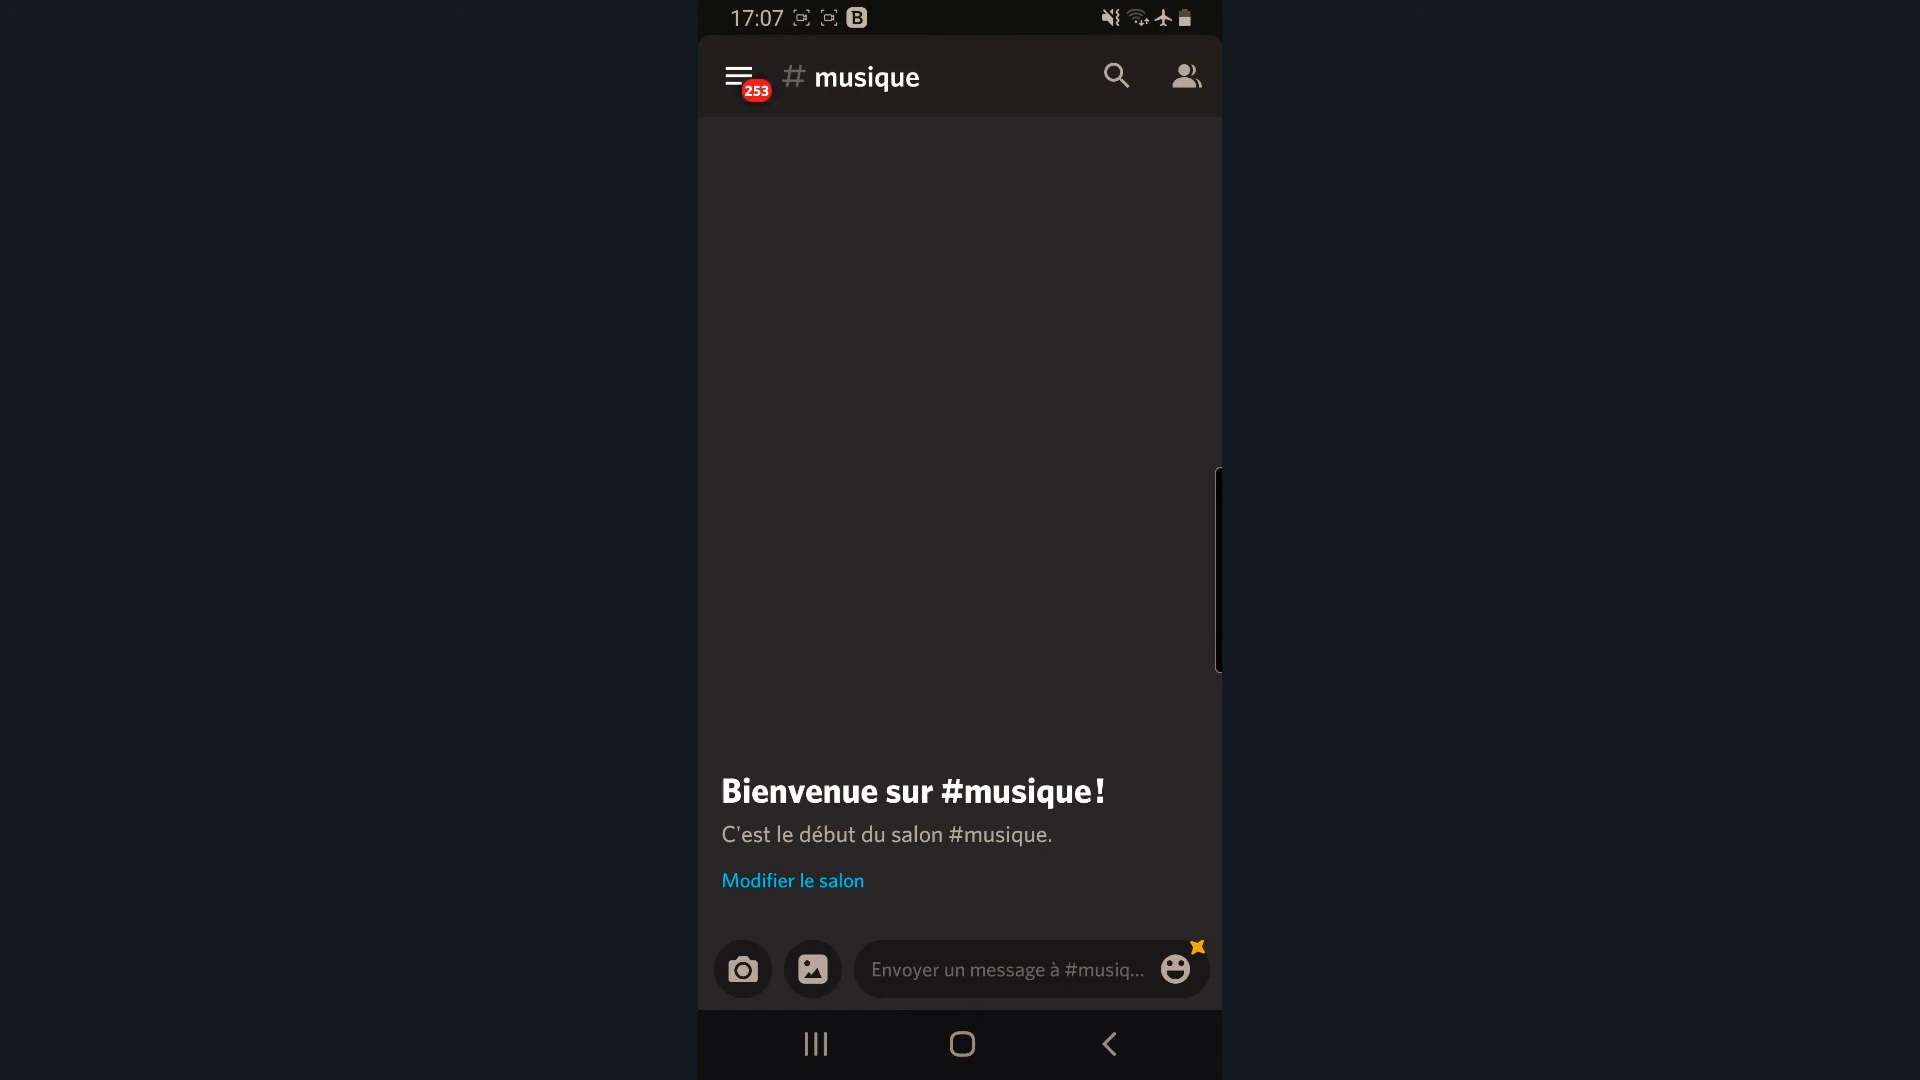 17:07 B
253 # musique
Bienvenue sur #musique !
C'est le début du salon #musique.
Modifier le salon
Envoyer un message à #musiq...